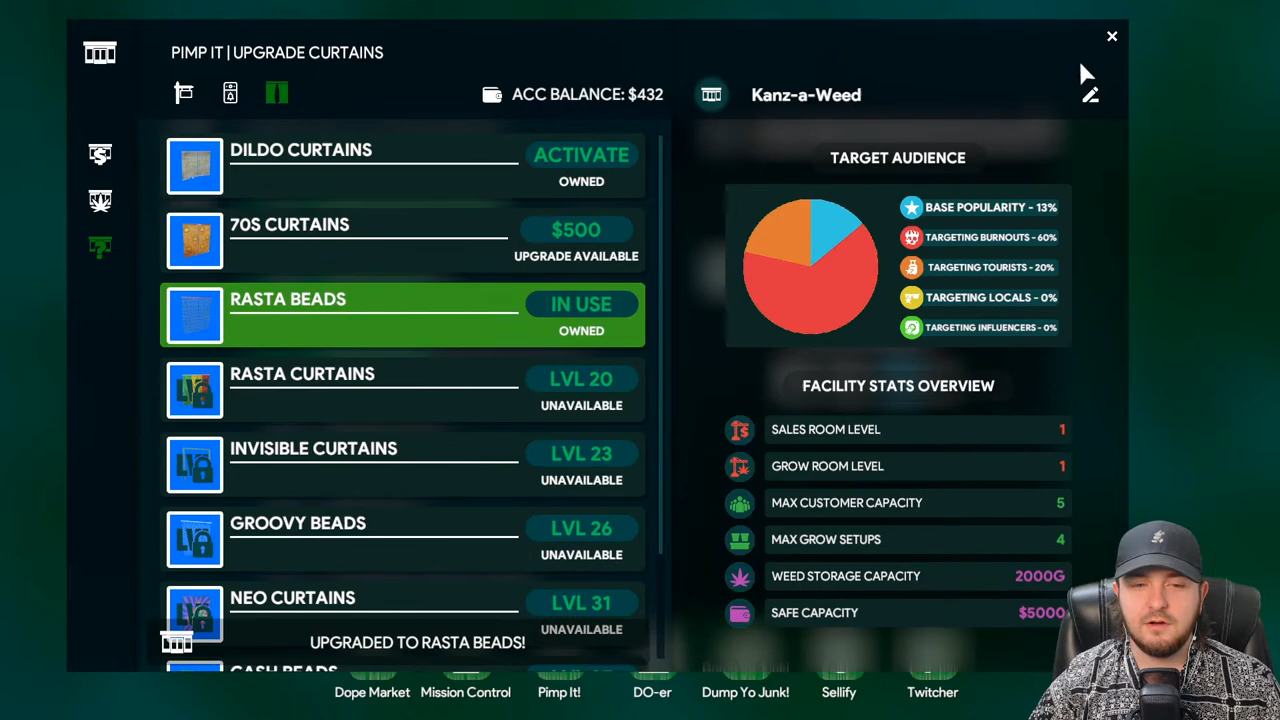 PIMP IT | UPGRADE CURTAINS
ACC BALANCE: $432
DILDO CURTAINS
ACTIVATE
OWNED
70S CURTAINS
$500
UPGRADE AVAILABLE
RASTA BEADS
IN USE
OWNED
RASTA CURTAINS
LVL 20
UNAVAILABLE
INVISIBLE CURTAINS
LVL 23
UNAVAILABLE
GROOVY BEADS
LVL 26
UNAVAILABLE
NEO CURTAINS
LVL 31
UNAVAILABLE
UPGRADED TO RASTA BEADS!
CASH BEADS
Kanz-a-Weed
TARGET AUDIENCE
BASE POPULARITY - 13%
TARGETING BURNOUTS - 60%
TARGETING TOURISTS - 20%
TARGETING LOCALS - 0%
TARGETING INFLUENCERS - 0%
FACILITY STATS OVERVIEW
SALES ROOM LEVEL 1
GROW ROOM LEVEL 1
MAX CUSTOMER CAPACITY 5
MAX GROW SETUPS 4
WEED STORAGE CAPACITY 2000G
SAFE CAPACITY $5000
Dope Market Mission Control Pimp It! DO-er Dump Yo Junk! Sellify Twitcher